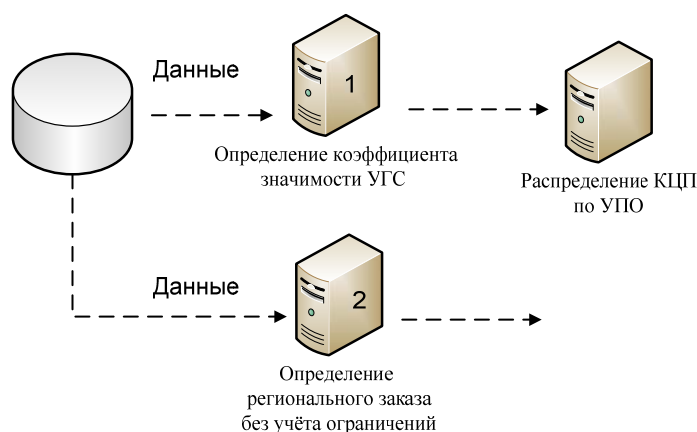 Данные
1
Определение коэффициента
значимости УГС
Распределение КЦП
по УПО
Данные
2
Определение
регионального заказа
без учёта ограничений